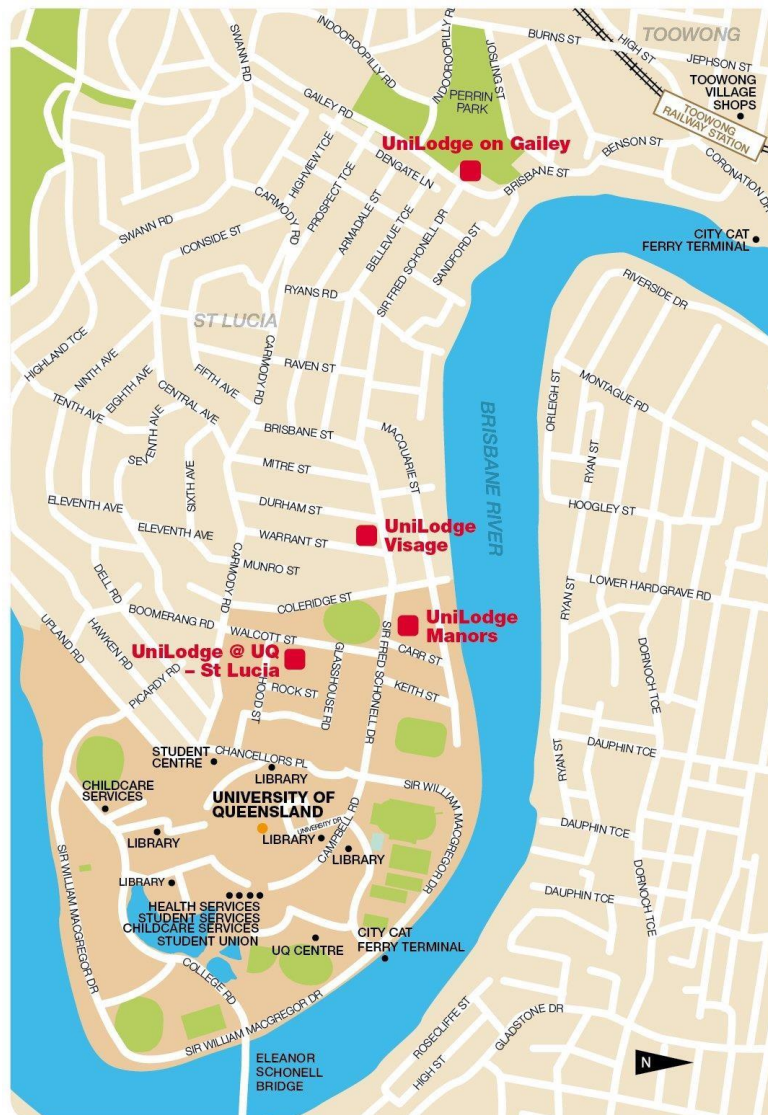 TOOWONG
SWANN RD
INDOOROOPILLY RD
INDOOROOPILLY RD
JOSLING ST
BURNS ST
HIGH ST
JEPHSON ST
TOOWONG
VILLAGE
SHOPS
TOOWONG
RAILWAY STATION
GAILEY RD
PERRIN
PARK
UniLodge on Gailey
BENSON ST
CORONATION DR
HIGHVIEW TCE
PROSPECT TCE
DENGATE LN
BRISBANE ST
ARMADALE ST
BELLEVUE TCE
SIR FRED SCHONELL DR
SANDFORD ST
CARMODY RD
SWANN RD
ICONSIDE ST
CITY CAT
FERRY TERMINAL
RIVERSIDE DR
RYANS RD
ST LUCIA
HIGHLAND TCE
NINTH AVE
EIGHTH AVE
TENTH AVE
CENTRAL AVE
FIFTH AVE
CARMODY RD
RAVEN ST
ORLEIGH ST
MONTAGUE RD
BRISBANE RIVER
SEVENTH AVE
SIXTH AVE
BRISBANE ST
MACQUARIE ST
MITRE ST
RYAN ST
DURHAM ST
HOOGLEY ST
ELEVENTH AVE
ELEVENTH AVE
WARRANT ST
UniLodge
Visage
CARMODY RD
MUNRO ST
DELL RD
COLERIDGE ST
RYAN ST
LOWER HARDGRAVE RD
BOOMERANG RD
UPLAND RD
HAWKEN RD
WALCOTT ST
UniLodge
Manors
SIR FRED SCHONELL DR
UniLodge @ UQ
– St Lucia
GLASSHOUSE RD
CARR ST
DORNOCH TCE
PICARDY RD
HOOD ST
ROCK ST
KEITH ST
STUDENT
CENTRE
CHANCELLORS PL
LIBRARY
RYAN ST
DAUPHIN TCE
CHILDCARE
SERVICES
UNIVERSITY OF
QUEENSLAND
SIR WILLIAM MACGREGOR DR
UNIVERSITY DR
CAMPBELL RD
LIBRARY
LIBRARY
LIBRARY
DAUPHIN TCE
SIR WILLIAM MACGREGOR DR
LIBRARY
DORNOCH TCE
DAUPHIN TCE
HEALTH SERVICES
STUDENT SERVICES
CHILDCARE SERVICES
STUDENT UNION
UQ CENTRE
CITY CAT
FERRY TERMINAL
COLLEGE RD
SIR WILLIAM MACGREGOR DR
ROSECLIFFE ST
GLADSTONE DR
HIGH ST
ELEANOR
SCHONELL
BRIDGE
N